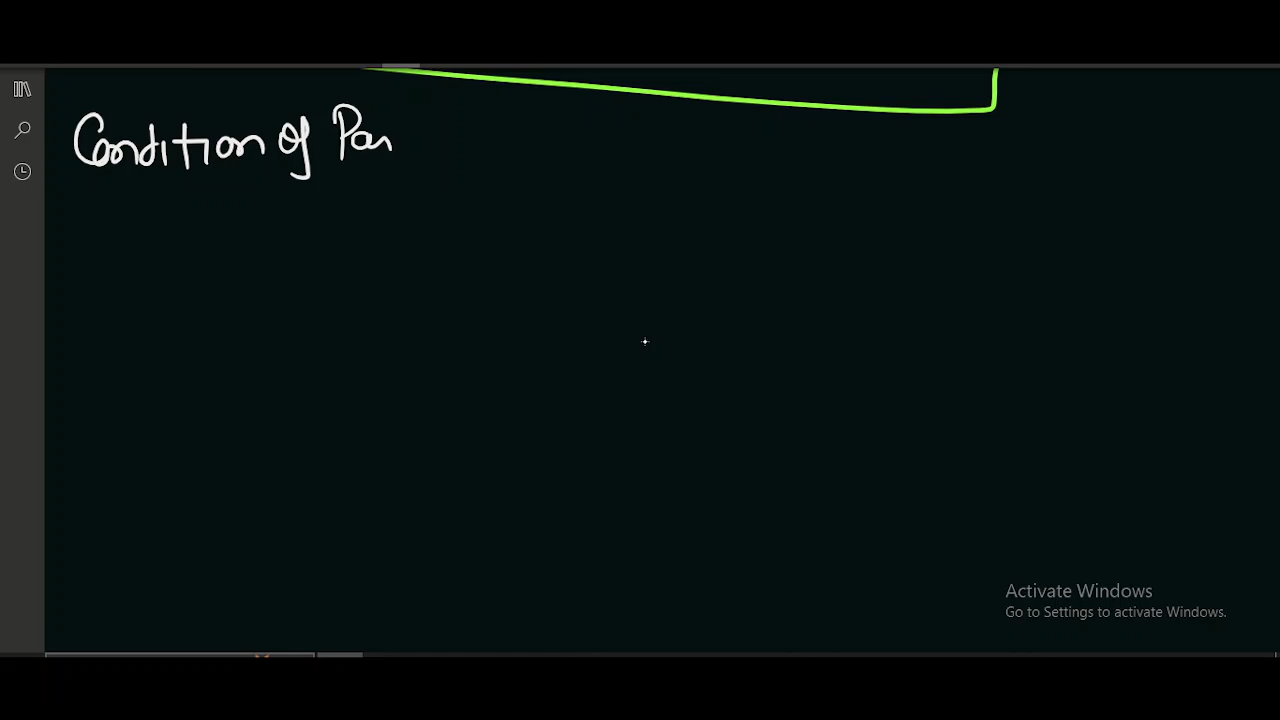 Condition of Par
Activate Windows
Go to Settings to activate Windows.